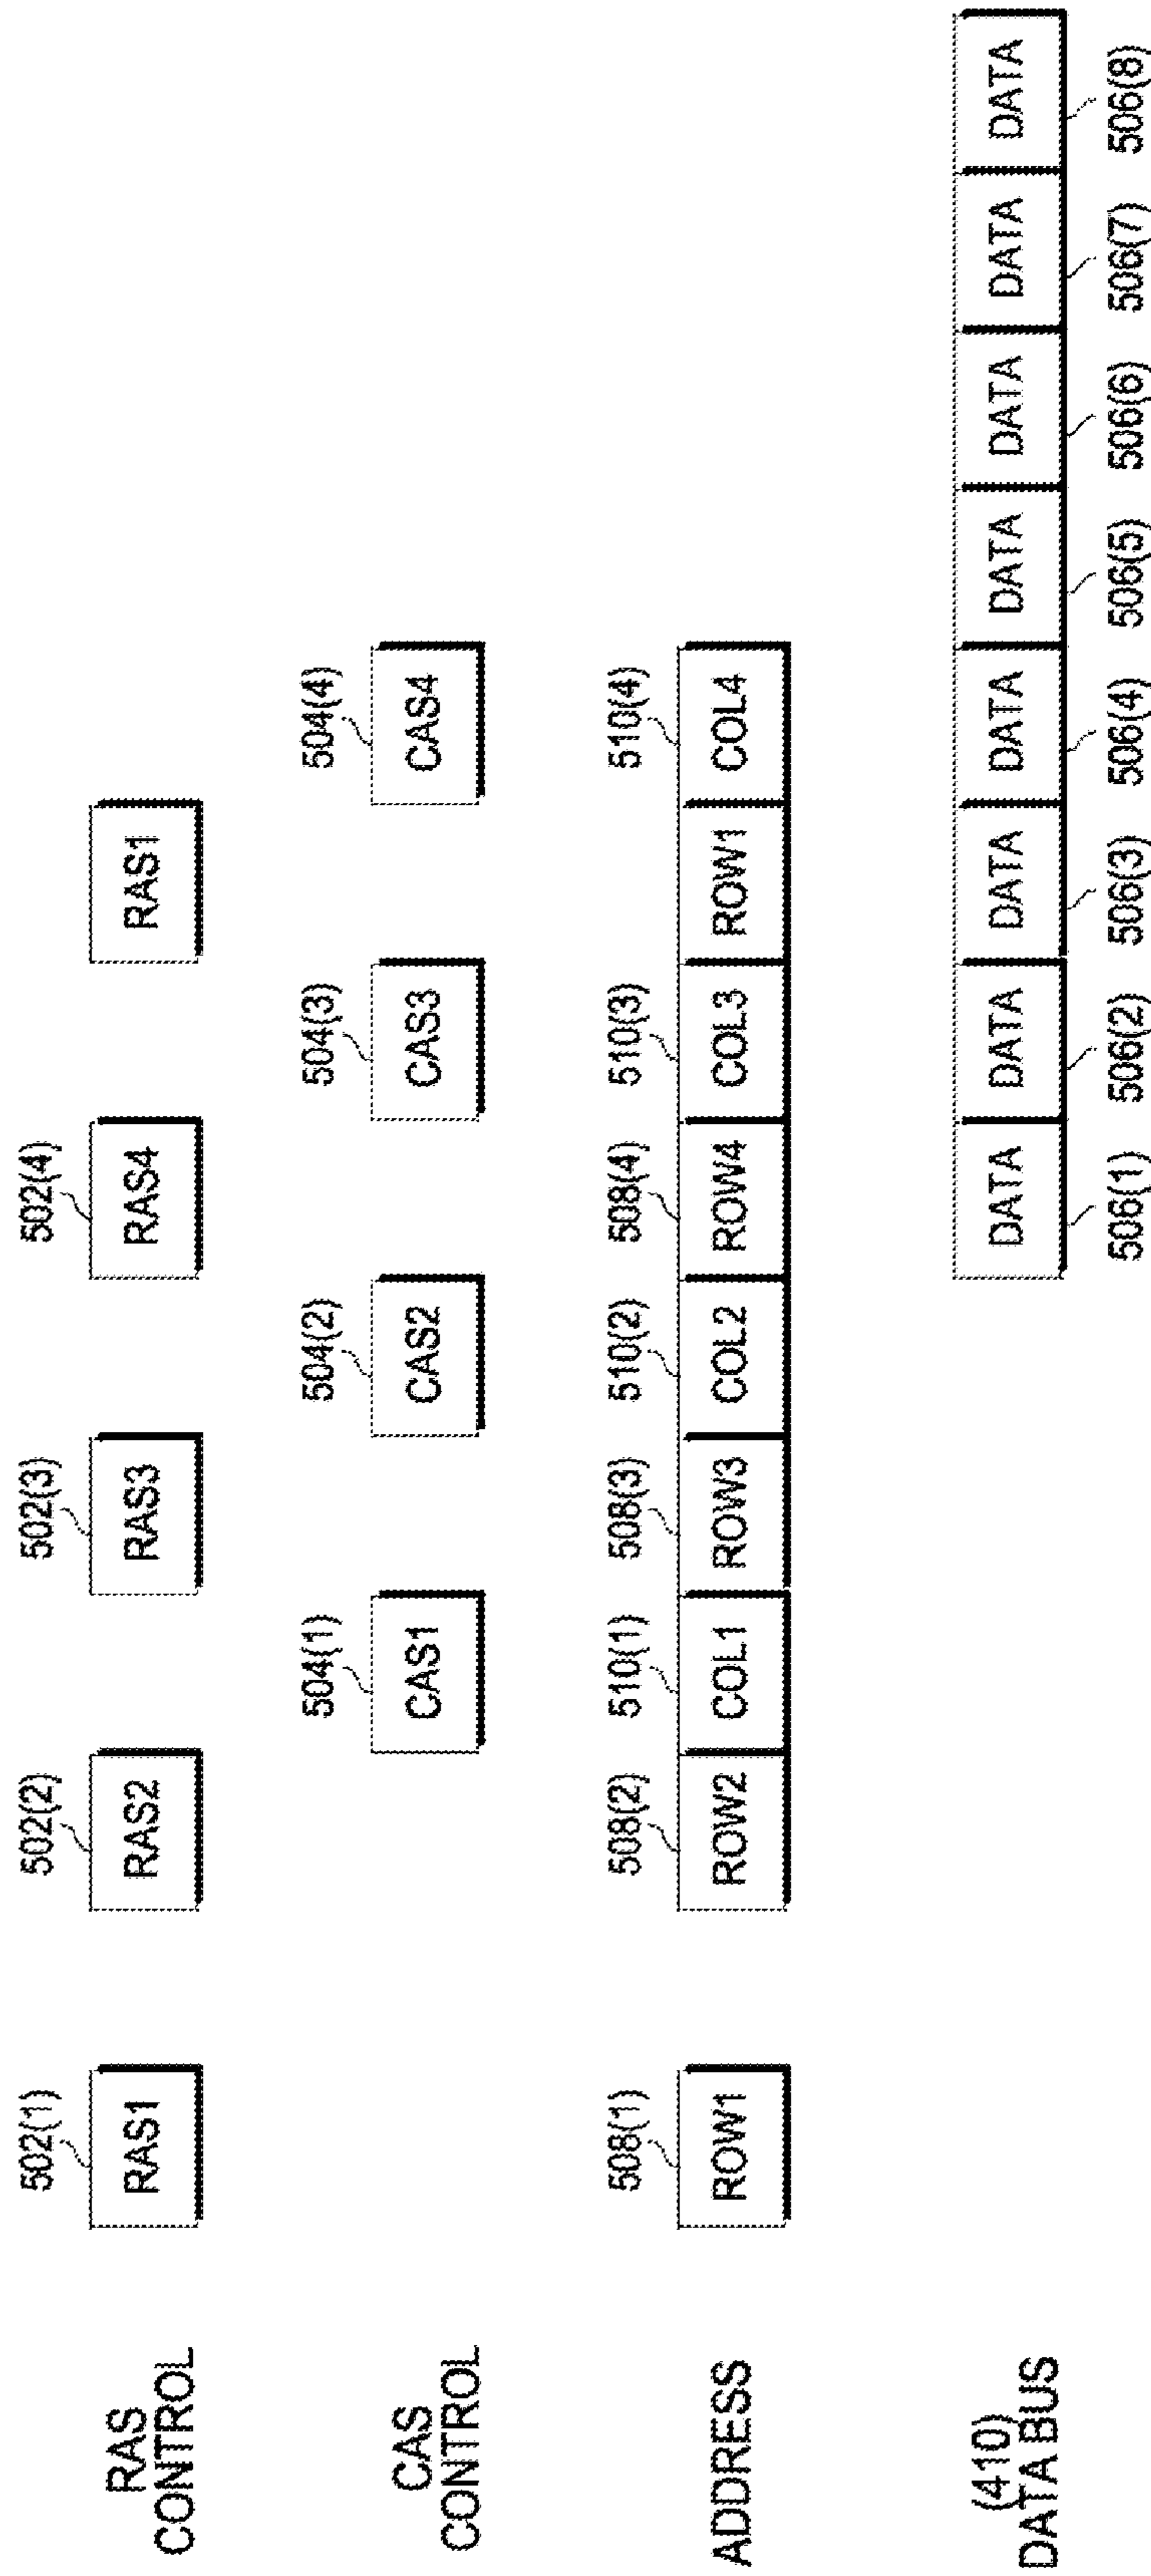 RAS
CONTROL
502(1)
RAS1
502(2)
RAS2
502(3)
RAS3
502(4)
RAS4
RAS1
CAS
CONTROL
504(1)
CAS1
504(2)
CAS2
504(3)
CAS3
504(4)
CAS4
ADDRESS
508(1)
ROW1
508(2)
ROW2
510(1)
COL1
508(3)
ROW3
510(2)
COL2
508(4)
ROW4
510(3)
COL3
ROW1
510(4)
COL4
(410)
DATA BUS
DATA
506(1)
DATA
506(2)
DATA
506(3)
DATA
506(4)
DATA
506(5)
DATA
506(6)
DATA
506(7)
DATA
506(8)